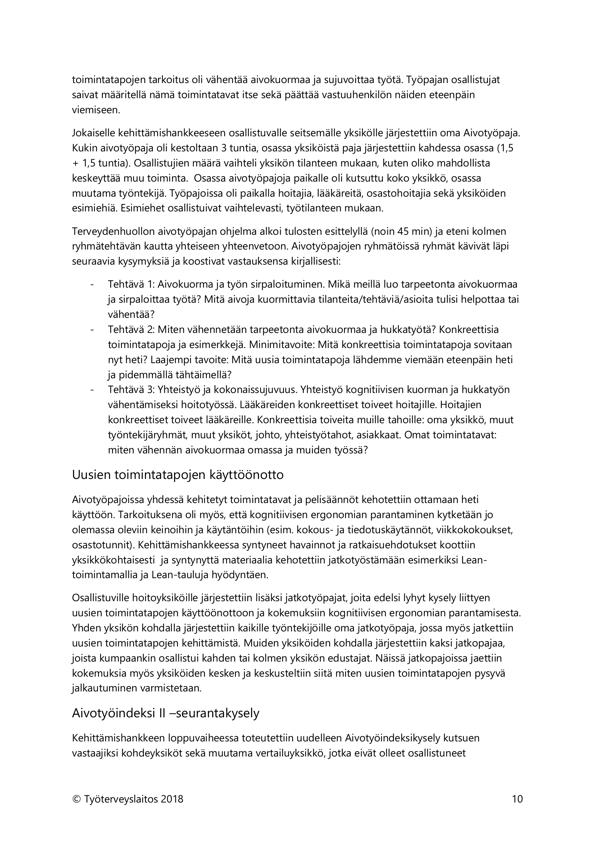 toimintatapojen tarkoitus oli vähentää aivokuormaa ja sujuvoittaa työtä. Työpajan osallistujat
saivat määritellä nämä toimintatavat itse sekä päättää vastuuhenkilön näiden eteenpäin
viemiseen.
Jokaiselle kehittämishankkeeseen osallistuvalle seitsemälle yksikölle järjestettiin oma Aivotyöpaja.
Kukin aivotyöpaja oli kestoltaan 3 tuntia, osassa yksiköistä paja järjestettiin kahdessa osassa (1,5
+ 1,5 tuntia). Osallistujien määrä vaihteli yksikön tilanteen mukaan, kuten oliko mahdollista
keskeyttää muu toiminta.  Osassa aivotyöpajoja paikalle oli kutsuttu koko yksikkö, osassa
muutama työntekijä. Työpajoissa oli paikalla hoitajia, lääkäreitä, osastohoitajia sekä yksiköiden
esimiehiä. Esimiehet osallistuivat vaihtelevasti, työtilanteen mukaan.
Terveydenhuollon aivotyöpajan ohjelma alkoi tulosten esittelyllä (noin 45 min) ja eteni kolmen
ryhmätehtävän kautta yhteiseen yhteenvetoon. Aivotyöpajojen ryhmätöissä ryhmät kävivät läpi
seuraavia kysymyksiä ja koostivat vastauksensa kirjallisesti:
- Tehtävä 1: Aivokuorma ja työn sirpaloituminen. Mikä meillä luo tarpeetonta aivokuormaa
ja sirpaloittaa työtä? Mitä aivoja kuormittavia tilanteita/tehtäviä/asioita tulisi helpottaa tai
vähentää?
- Tehtävä 2: Miten vähennetään tarpeetonta aivokuormaa ja hukkatyötä? Konkreettisia
toimintatapoja ja esimerkkejä. Minimitavoite: Mitä konkreettisia toimintatapoja sovitaan
nyt heti? Laajempi tavoite: Mitä uusia toimintatapoja lähdemme viemään eteenpäin heti
ja pidemmällä tähtäimellä?
- Tehtävä 3: Yhteistyö ja kokonaissujuvuus. Yhteistyö kognitiivisen kuorman ja hukkatyön
vähentämiseksi hoitotyössä. Lääkäreiden konkreettiset toiveet hoitajille. Hoitajien
konkreettiset toiveet lääkäreille. Konkreettisia toiveita muille tahoille: oma yksikkö, muut
työntekijäryhmät, muut yksiköt, johto, yhteistyötahot, asiakkaat. Omat toimintatavat:
miten vähennän aivokuormaa omassa ja muiden työssä?
Uusien toimintatapojen käyttöönotto
Aivotyöpajoissa yhdessä kehitetyt toimintatavat ja pelisäännöt kehotettiin ottamaan heti
käyttöön. Tarkoituksena oli myös, että kognitiivisen ergonomian parantaminen kytketään jo
olemassa oleviin keinoihin ja käytäntöihin (esim. kokous- ja tiedotuskäytännöt, viikkokokoukset,
osastotunnit). Kehittämishankkeessa syntyneet havainnot ja ratkaisuehdotukset koottiin
yksikkökohtaisesti  ja syntynyttä materiaalia kehotettiin jatkotyöstämään esimerkiksi Lean-
toimintamallia ja Lean-tauluja hyödyntäen.
Osallistuville hoitoyksiköille järjestettiin lisäksi jatkotyöpajat, joita edelsi lyhyt kysely liittyen
uusien toimintatapojen käyttöönottoon ja kokemuksiin kognitiivisen ergonomian parantamisesta.
Yhden yksikön kohdalla järjestettiin kaikille työntekijöille oma jatkotyöpaja, jossa myös jatkettiin
uusien toimintatapojen kehittämistä. Muiden yksiköiden kohdalla järjestettiin kaksi jatkopajaa,
joista kumpaankin osallistui kahden tai kolmen yksikön edustajat. Näissä jatkopajoissa jaettiin
kokemuksia myös yksiköiden kesken ja keskusteltiin siitä miten uusien toimintatapojen pysyvä
jalkautuminen varmistetaan.
Aivotyöindeksi II –seurantakysely
Kehittämishankkeen loppuvaiheessa toteutettiin uudelleen Aivotyöindeksikysely kutsuen
vastaajiksi kohdeyksiköt sekä muutama vertailuyksikkö, jotka eivät olleet osallistuneet
© Työterveyslaitos 2018 10